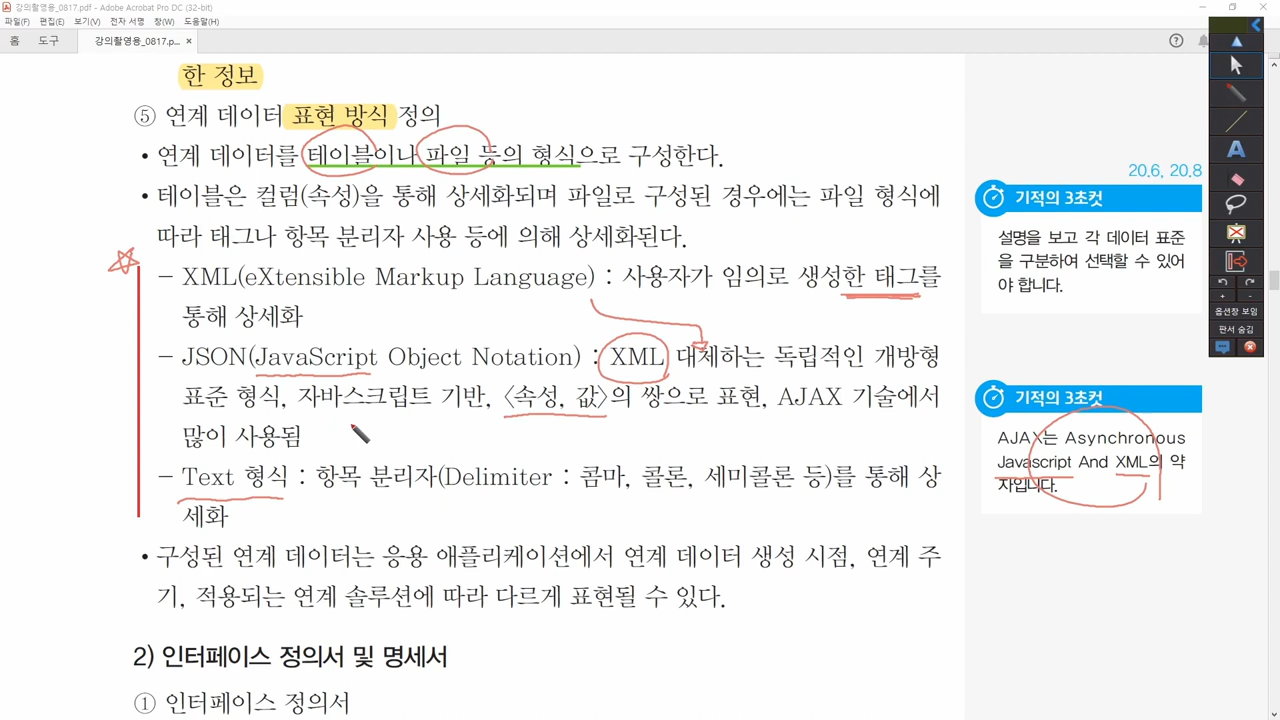 강의촬영용_0817.pdf - Adobe Acrobat Pro DC (32-bit)
파일(F) 편집(E) 보기(V) 전자 서명 창(W) 도움말(H)
홈 도구 강의촬영용_0817.p... ×
한 정보
⑤ 연계 데이터 표현 방식 정의
• 연계 데이터를 테이블이나 파일 등의 형식으로 구성한다.
• 테이블은 컬럼(속성)을 통해 상세화되며 파일로 구성된 경우에는 파일 형식에
따라 태그나 항목 분리자 사용 등에 의해 상세화된다.
– XML(eXtensible Markup Language) : 사용자가 임의로 생성한 태그를
통해 상세화
– JSON(JavaScript Object Notation) : XML 대체하는 독립적인 개방형
표준 형식, 자바스크립트 기반, 〈속성, 값〉의 쌍으로 표현, AJAX 기술에서
많이 사용됨
– Text 형식 : 항목 분리자(Delimiter : 콤마, 콜론, 세미콜론 등)를 통해 상
세화
• 구성된 연계 데이터는 응용 애플리케이션에서 연계 데이터 생성 시점, 연계 주
기, 적용되는 연계 솔루션에 따라 다르게 표현될 수 있다.
2) 인터페이스 정의서 및 명세서
① 인터페이스 정의서
20.6, 20.8
기적의 3초컷
설명을 보고 각 데이터 표준
을 구분하여 선택할 수 있어
야 합니다.
기적의 3초컷
AJAX는 Asynchronous
Javascript And XML의 약
자입니다.
옵션장 보임
판서 숨김